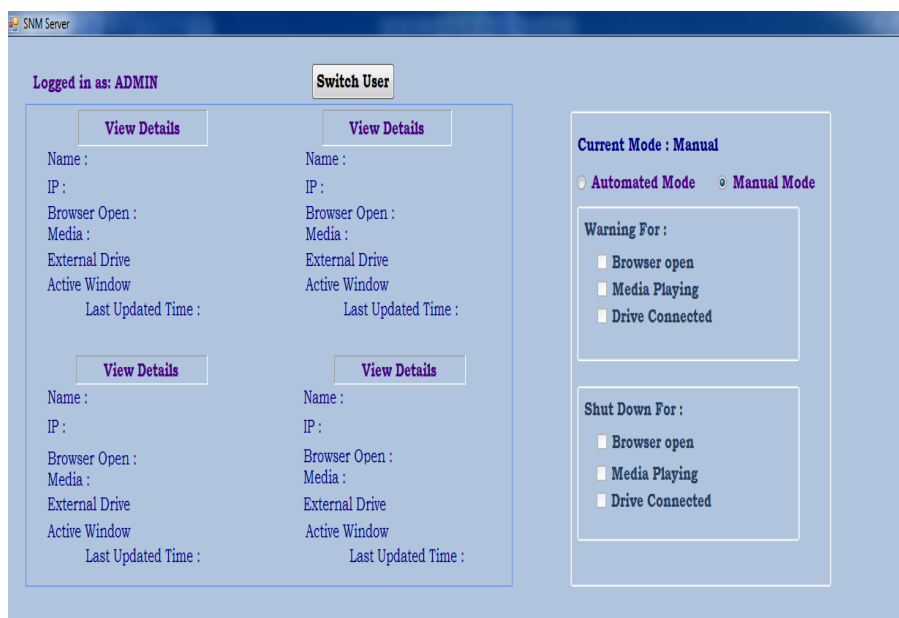 SNM Server
Logged in as: ADMIN
Switch User
View Details
Name :
IP :
Browser Open :
Media :
External Drive
Active Window
Last Updated Time :
View Details
Name :
IP :
Browser Open :
Media :
External Drive
Active Window
Last Updated Time :
View Details
Name :
IP :
Browser Open :
Media :
External Drive
Active Window
Last Updated Time :
View Details
Name :
IP :
Browser Open :
Media :
External Drive
Active Window
Last Updated Time :
Current Mode : Manual
Automated Mode Manual Mode
Warning For :
Browser open
Media Playing
Drive Connected
Shut Down For :
Browser open
Media Playing
Drive Connected